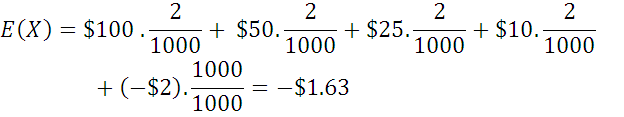 E(X) = $100 . 2/1000 + $50. 2/1000 + $25. 2/1000 + $10. 2/1000
+ (−$2). 1000/1000 = −$1.63